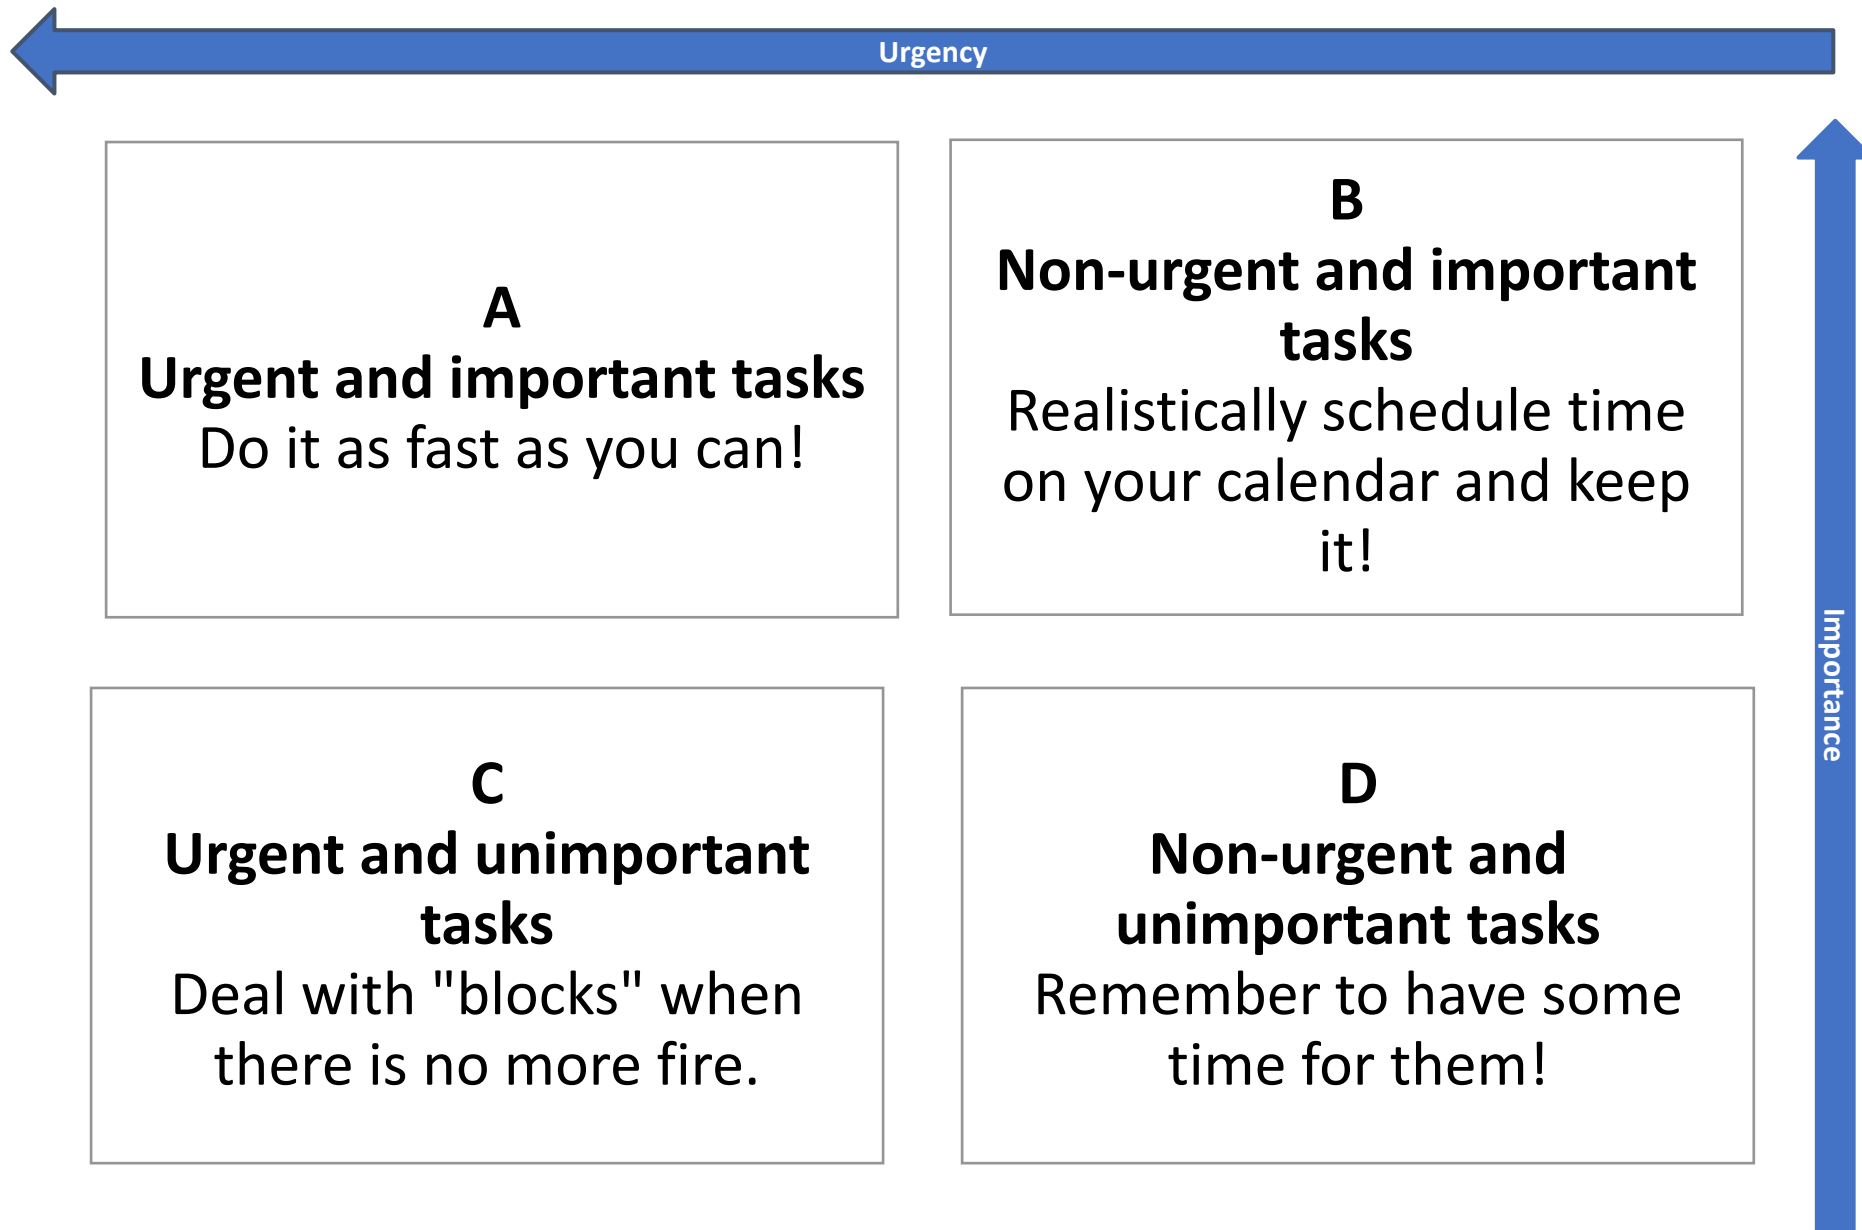 Urgency
A
Urgent and important tasks
Do it as fast as you can!
B
Non-urgent and important
tasks
Realistically schedule time
on your calendar and keep
it!
Importance
C
Urgent and unimportant
tasks
Deal with "blocks" when
there is no more fire.
D
Non-urgent and
unimportant tasks
Remember to have some
time for them!